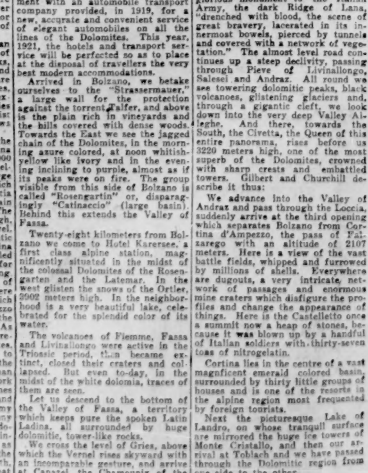 ment with an automobile transport
company provided, in 1919, for a
new, accurate and convenient service
of elegant automobiles on all the
lines of the Dolomites. This year,
1921, the hotels and transport ser-
vice will be perfected so as to place
at the disposal of travellers the very
best modern accommodations.
Arrived in Bolzano, we betake
ourselves to the "Strassermauer,"
a large wall for the protection
against the torrent Talfer, and above
is the plain rich in vineyards and
the hills covered with dense woods.
Towards the East we see the jagged
chain of the Dolomites, in the morn-
ing azure colored, at noon whitish-
yellow like ivory and in the even-
ing inclining to purple, almost as if
its peaks were on fire. The group
visible from this side of Bolzano is
called "Rosengartin" or, disparag-
ingly "Catinaccio" (large basin).
Behind this extends the Valley of
Fassa.
Twenty-eight kilometers from Bol-
zano we come to Hotel Karersee, a
first class alpine station, mag-
nificently situated in the midst of
the colossal Dolomites of the Rosen-
garten and the Latemar. In the
west glisten the snows of the Ortler,
3902 meters high. In the neighbor-
hood is a very beautiful lake, cele-
brated for the splendid color of its
water.
The volcanoes of Fiemme, Fassa
and Livinallongo were active in the
Triossic period, then became ex-
tinct, closed their craters and col-
lapsed. But even to-day, in the
midst of the white dolomia, traces of
them are seen.
Let us descend to the bottom of
the Valley of Fassa, a territory
which keeps pure the spoken Latin
Ladina, all surrounded by huge
dolomitic, tower-like rocks.
We cross the level of Gries, above
which the Vernel rises skyward with
an incomparable gesture, and arrive
Army, the dark Ridge of Lana
"drenched with blood, the scene of
great bravery, lacerated in its in-
nermost bowels, pierced by tunnels
and covered with a network of vege-
tation." The almost level road con-
tinues up a steep declivity, passing
through Pieve of Livinallongo,
Salesei and Andraz. All round we
see towering dolomitic peaks, black
volcanoes, glistening glaciers and,
through a gigantic cleft, we look
down into the very deep Valley Al-
leghe. And there, towards the
South, the Civetta, the Queen of this
entire panorama, rises before us
3220 meters high, one of the most
superb of the Dolomites, crowned
with sharp crests and embattled
towers. Gilbert and Churchill de-
scribe it thus:
We advance into the Valley of
Andraz and pass through the Loccia,
suddenly arrive at the third opening
which separates Bolzano from Cor-
tina d'Ampezzo, the pass of Fal-
zarego with an altitude of 2107
meters. Here is a view of the vast
battle fields, whipped and furrowed
by millions of shells. Everywhere
are dugouts, a very intricate, net-
work of passages and enormous
mine craters which disfigure the pro-
files and change the appearance of
things. Here is the Castelletto once
a summit now a heap of stones, be-
cause it was blown up by a handful
of Italian soldiers with thirty-seven
tons of nitrogelatin.
Cortina lies in the centre of a vast
magnificent emerald colored basin,
surrounded by thirty little groups of
houses and is one of the resorts in
the alpine region most frequented
by foreign tourists.
Next the picturesque Lake of
Landro, on whose tranquil surface
are mirrored the huge ice towers of
Monte Cristallo, and then our ar-
rival at Toblach and we have passed
through the Dolomitic region from